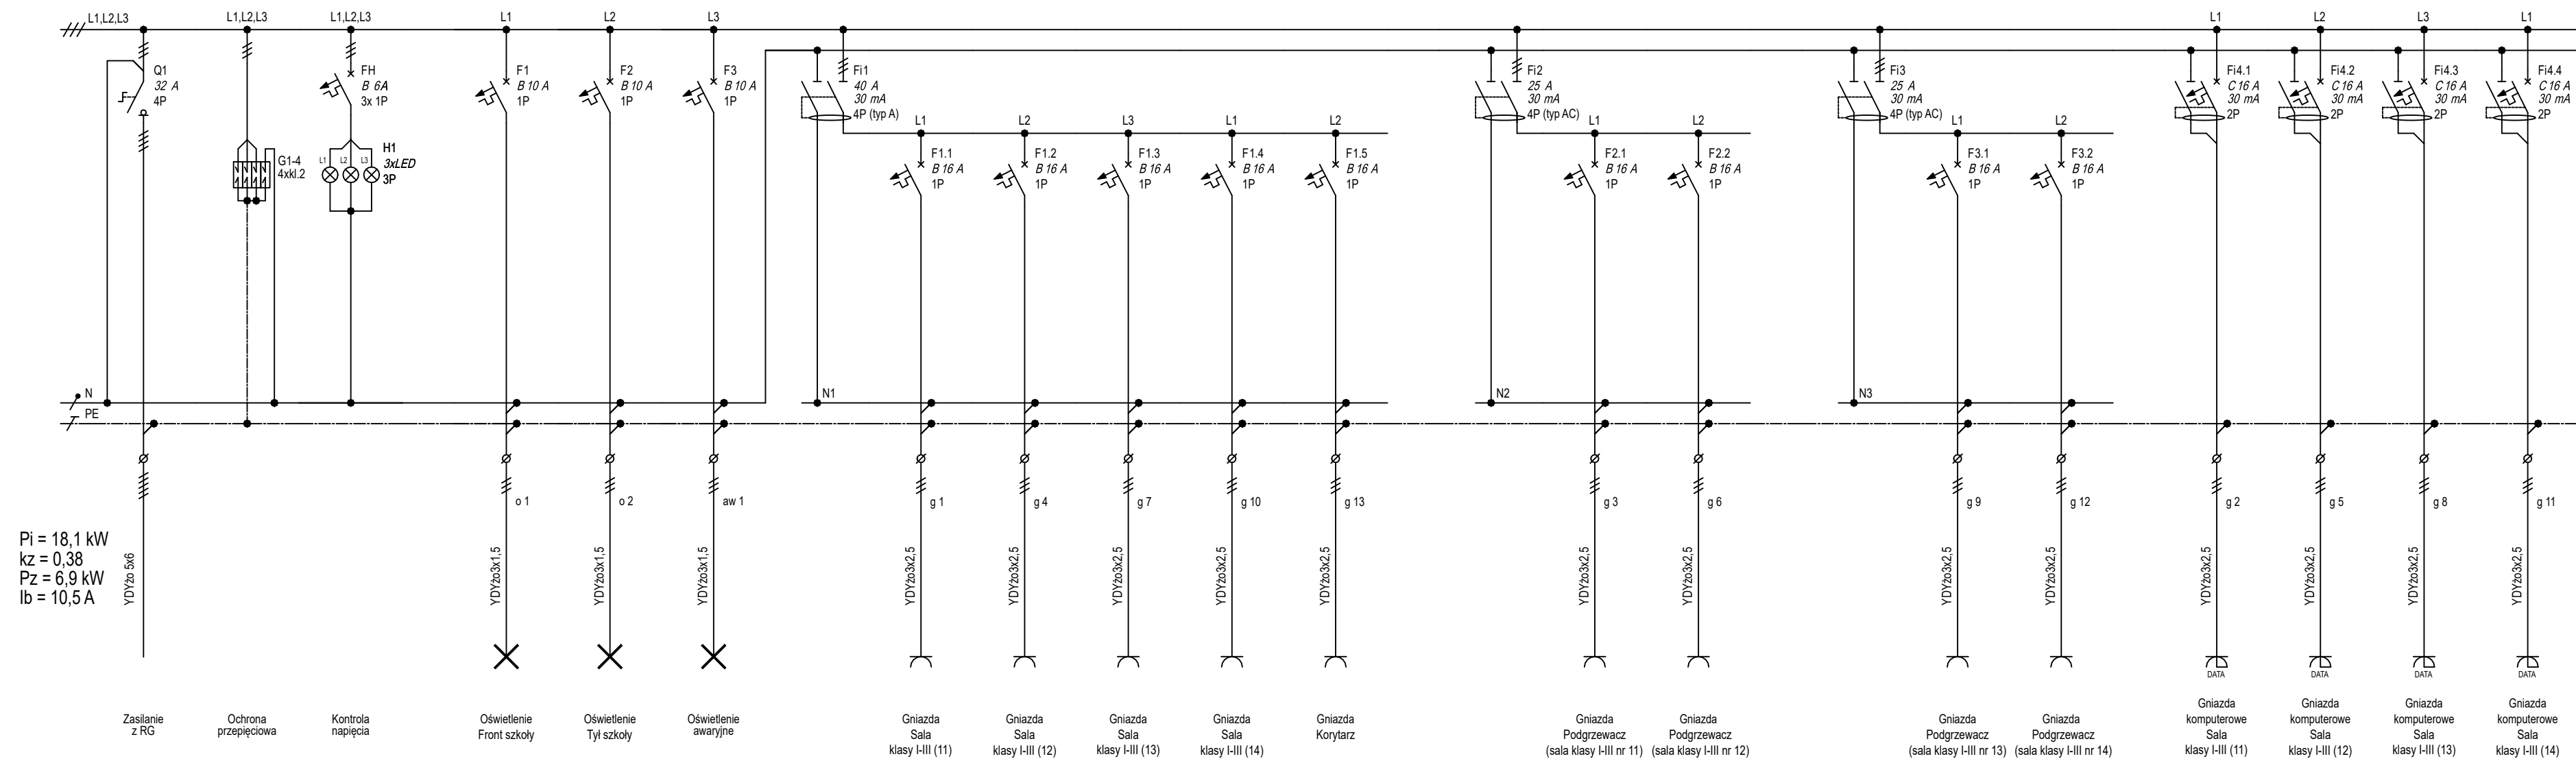 L1,L2,L3
L1,L2,L3
L1,L2,L3
L1
L2
L3
L1
L2
L3
L1
Q1
32 A
4P
FH
B 6A
3x 1P
F1
B 10 A
1P
F2
B 10 A
1P
F3
B 10 A
1P
Fi1
40 A
30 mA
4P (typ A)
Fi2
25 A
30 mA
4P (typ AC)
Fi3
25 A
30 mA
4P (typ AC)
Fi4.1
C 16 A
30 mA
2P
Fi4.2
C 16 A
30 mA
2P
Fi4.3
C 16 A
30 mA
2P
Fi4.4
C 16 A
30 mA
2P
G1-4
4xkl.2
L1
L2
L3
H1
3xLED
3P
L1
L2
L3
L1
L2
L1
L2
L1
L2
F1.1
B 16 A
1P
F1.2
B 16 A
1P
F1.3
B 16 A
1P
F1.4
B 16 A
1P
F1.5
B 16 A
1P
F2.1
B 16 A
1P
F2.2
B 16 A
1P
F3.1
B 16 A
1P
F3.2
B 16 A
1P
N
N1
N2
N3
PE
o 1
o 2
aw 1
g 1
g 4
g 7
g 10
g 13
g 3
g 6
g 9
g 12
g 2
g 5
g 8
g 11
Pi = 18,1 kW
kz = 0,38
Pz = 6,9 kW
Ib = 10,5 A
YDYżo 5x6
YDYżo3x1,5
YDYżo3x1,5
YDYżo3x1,5
YDYżo3x2,5
YDYżo3x2,5
YDYżo3x2,5
YDYżo3x2,5
YDYżo3x2,5
YDYżo3x2,5
YDYżo3x2,5
YDYżo3x2,5
YDYżo3x2,5
YDYżo3x2,5
YDYżo3x2,5
YDYżo3x2,5
YDYżo3x2,5
DATA
DATA
DATA
DATA
Zasilanie
z RG
Ochrona
przepięciowa
Kontrola
napięcia
Oświetlenie
Front szkoły
Oświetlenie
Tył szkoły
Oświetlenie
awaryjne
Gniazda
Sala
klasy I-III (11)
Gniazda
Sala
klasy I-III (12)
Gniazda
Sala
klasy I-III (13)
Gniazda
Sala
klasy I-III (14)
Gniazda
Korytarz
Gniazda
Podgrzewacz
(sala klasy I-III nr 11)
Gniazda
Podgrzewacz
(sala klasy I-III nr 12)
Gniazda
Podgrzewacz
(sala klasy I-III nr 13)
Gniazda
Podgrzewacz
(sala klasy I-III nr 14)
Gniazda
komputerowe
Sala
klasy I-III (11)
Gniazda
komputerowe
Sala
klasy I-III (12)
Gniazda
komputerowe
Sala
klasy I-III (13)
Gniazda
komputerowe
Sala
klasy I-III (14)